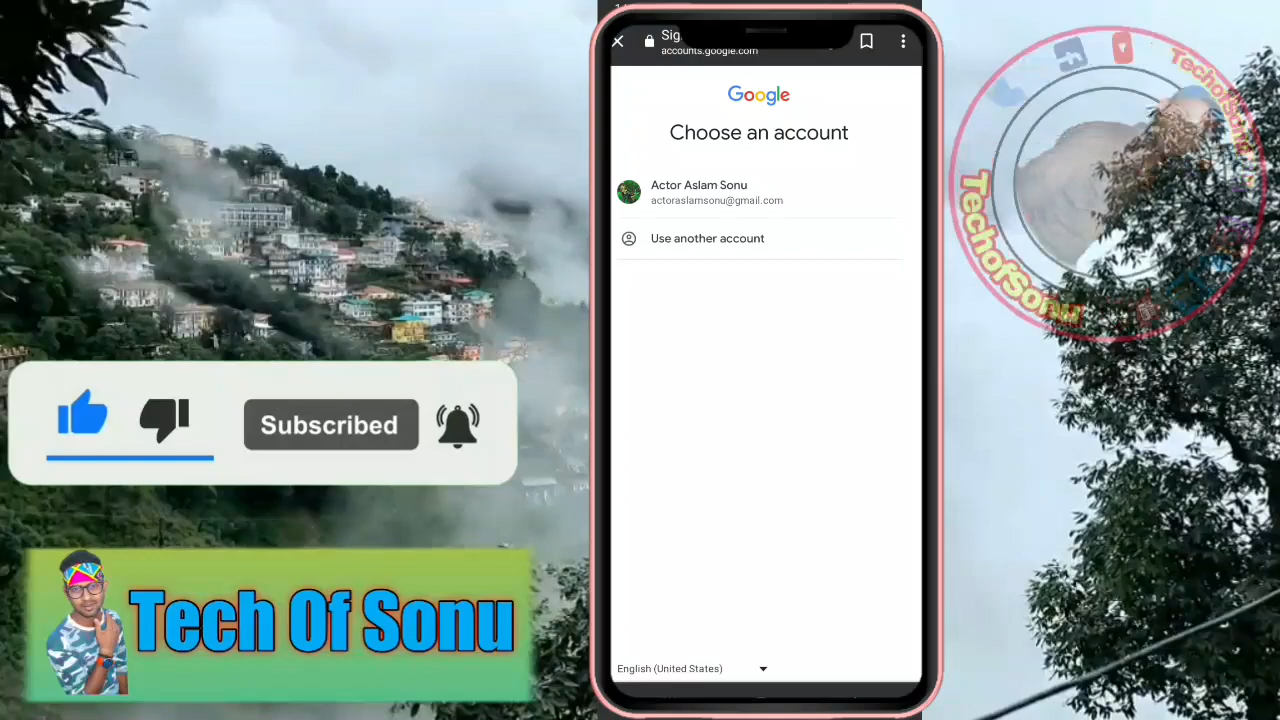 Sig
accounts.google.com
Google
Choose an account
Actor Aslam Sonu
actoraslamsonu@gmail.com
Use another account
English (United States)
Subscribed
Tech Of Sonu
TechofSonu
TechofSonu